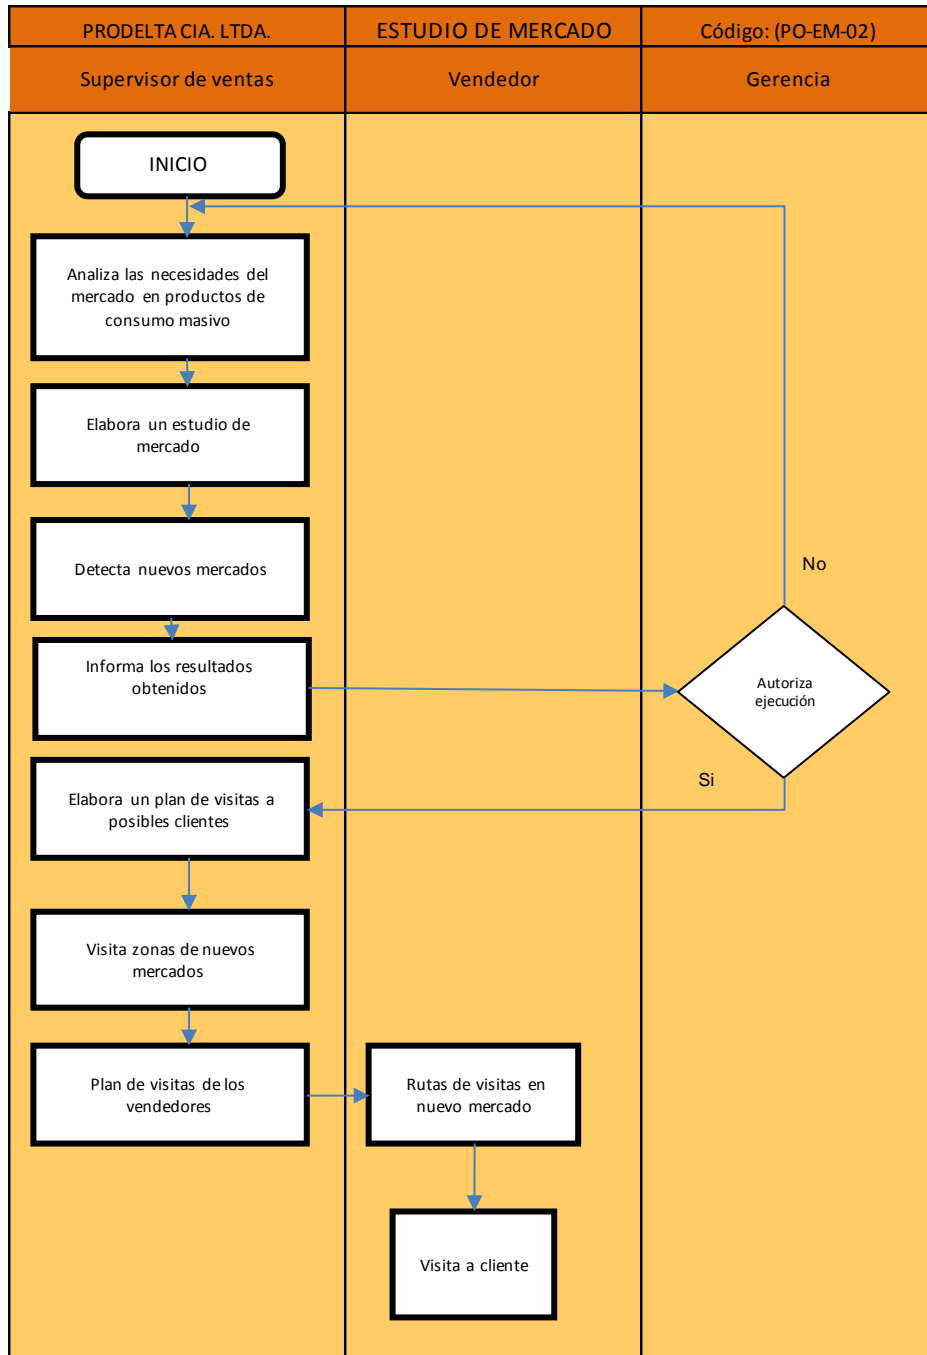 PRODELTA CIA. LTDA.
ESTUDIO DE MERCADO
Código: (PO-EM-02)
Supervisor de ventas
Vendedor
Gerencia
INICIO
Analiza las necesidades del
mercado en productos de
consumo masivo
Elabora un estudio de
mercado
Detecta nuevos mercados
No
Informa los resultados
obtenidos
Autoriza
ejecución
Si
Elabora un plan de visitas a
posibles clientes
Visita zonas de nuevos
mercados
Plan de visitas de los
vendedores
Rutas de visitas en
nuevo mercado
Visita a cliente